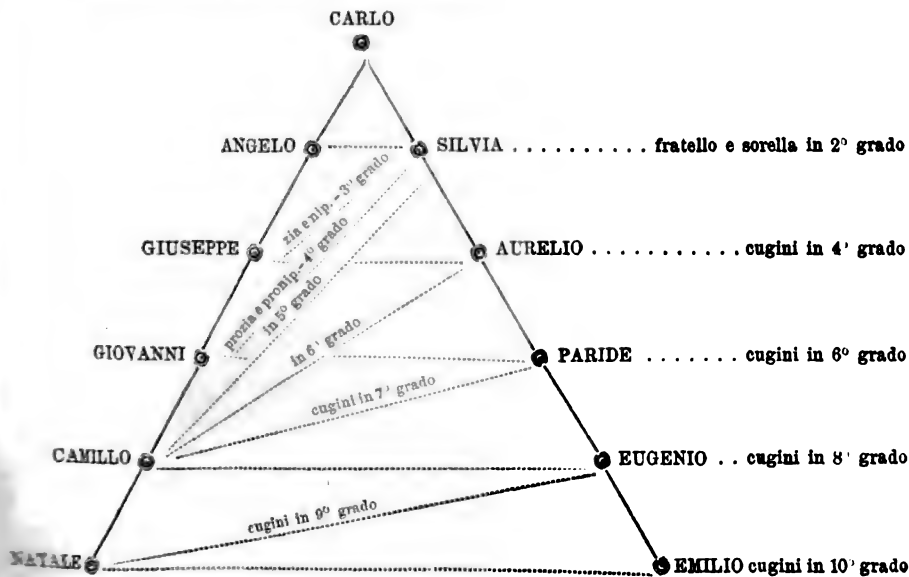 CARLO
ANGELO SILVIA .......... fratello e sorella in 2° grado
zia e nip. - 3° grado
GIUSEPPE AURELIO .......... cugini in 4° grado
prozia e pronip. - 4° grado
in 5° grado
GIOVANNI in 6° grado PARIDE ...... cugini in 6° grado
cugini in 7° grado
CAMILLO EUGENIO .. cugini in 8° grado
cugini in 9° grado
NATALE EMILIO cugini in 10° grado